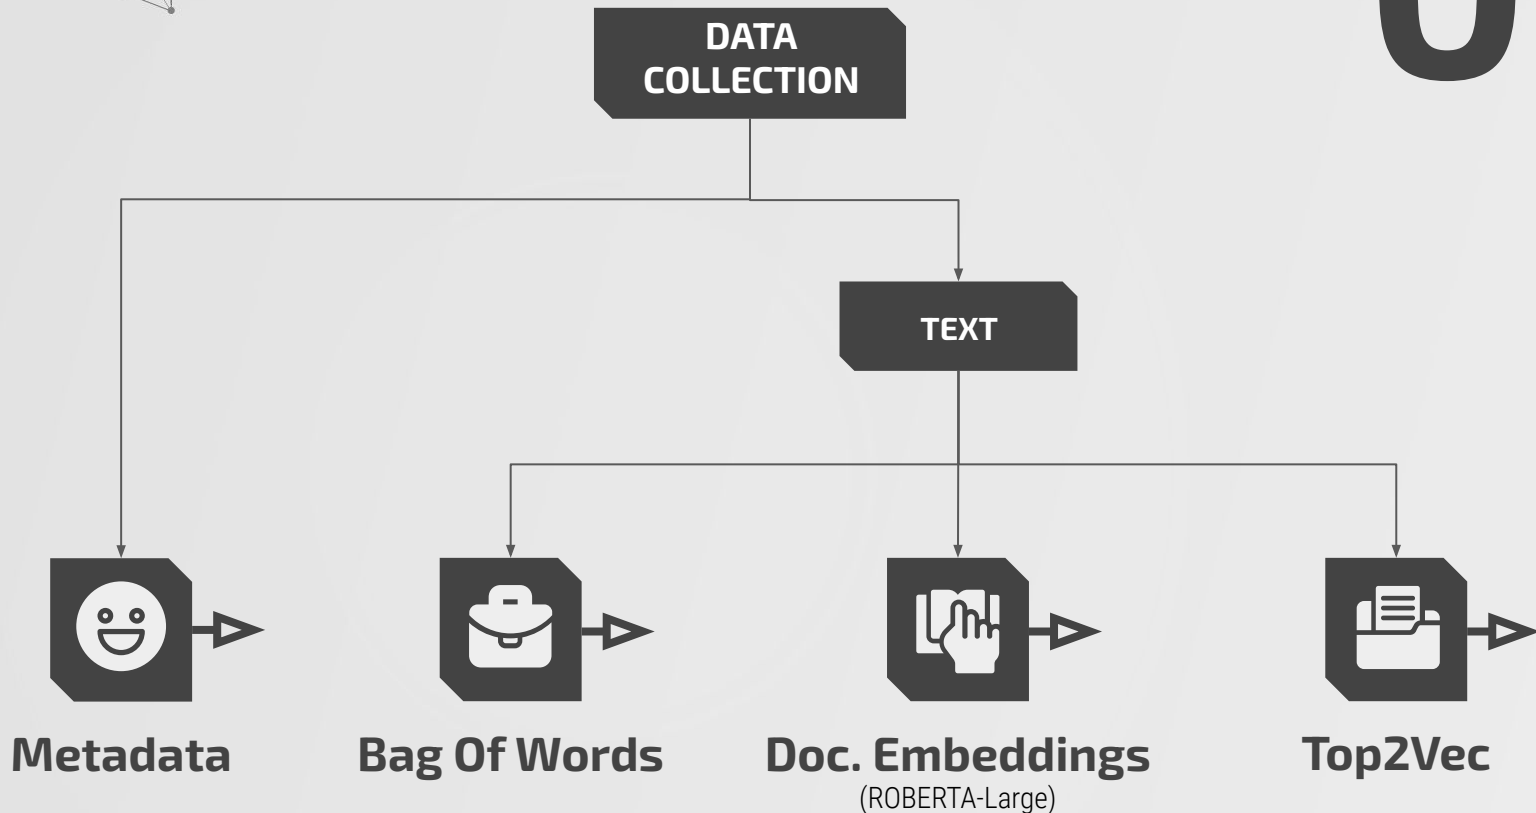 DATA
COLLECTION
TEXT
Metadata
Bag Of Words
Doc. Embeddings
(ROBERTA-Large)
Top2Vec